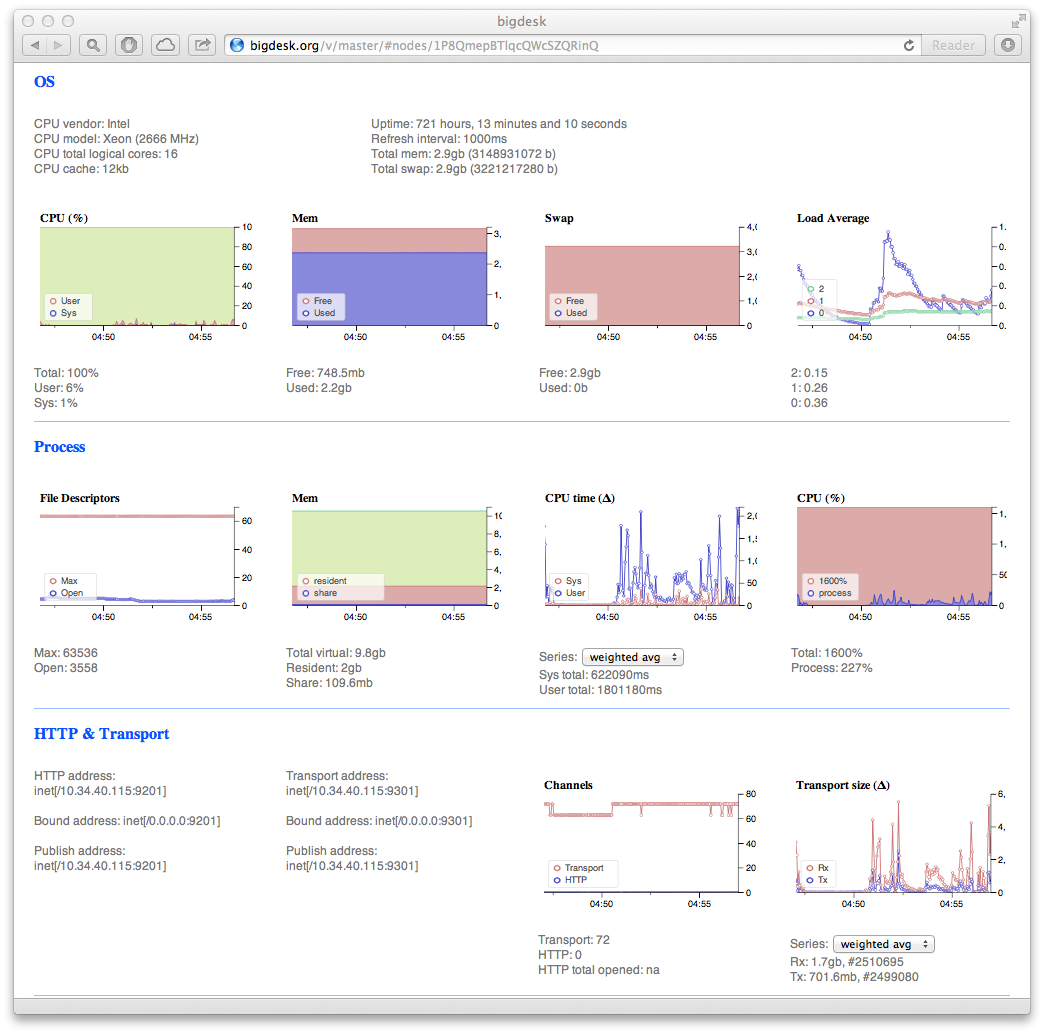 bigdesk
bigdesk.org/v/master/#nodes/1P8QmepBTlqcQWcSZQRinQ
Reader
OS
CPU vendor: Intel
CPU model: Xeon (2666 MHz)
CPU total logical cores: 16
CPU cache: 12kb
Uptime: 721 hours, 13 minutes and 10 seconds
Refresh interval: 1000ms
Total mem: 2.9gb (3148931072 b)
Total swap: 2.9gb (3221217280 b)
CPU (%)
10
80
60
40
20
0
User
Sys
04:50
04:55
Total: 100%
User: 6%
Sys: 1%
Mem
3,
2,
1,
0
Free
Used
04:50
04:55
Free: 748.5mb
Used: 2.2gb
Swap
4,0
3,0
2,0
1,0
0
Free
Used
04:50
04:55
Free: 2.9gb
Used: 0b
Load Average
1.
0.
0.
0.
0.
0.
2
1
0
04:50
04:55
2: 0.15
1: 0.26
0: 0.36
Process
File Descriptors
60
40
20
0
Max
Open
04:50
04:55
Max: 63536
Open: 3558
Mem
10
8,
6,
4,
2,
0
resident
share
04:50
04:55
Total virtual: 9.8gb
Resident: 2gb
Share: 109.6mb
CPU time (Δ)
2,0
1,5
1,0
50
0
Sys
User
04:50
04:55
Series: weighted avg
Sys total: 622090ms
User total: 1801180ms
CPU (%)
1,
1,
50
0
1600%
process
04:50
04:55
Total: 1600%
Process: 227%
HTTP & Transport
HTTP address:
inet[/10.34.40.115:9201]
Bound address: inet[/0.0.0.0:9201]
Publish address:
inet[/10.34.40.115:9201]
Transport address:
inet[/10.34.40.115:9301]
Bound address: inet[/0.0.0.0:9301]
Publish address:
inet[/10.34.40.115:9301]
Channels
80
60
40
20
0
Transport
HTTP
04:50
04:55
Transport: 72
HTTP: 0
HTTP total opened: na
Transport size (Δ)
6,
4,
2,
0
Rx
Tx
04:50
04:55
Series: weighted avg
Rx: 1.7gb, #2510695
Tx: 701.6mb, #2499080